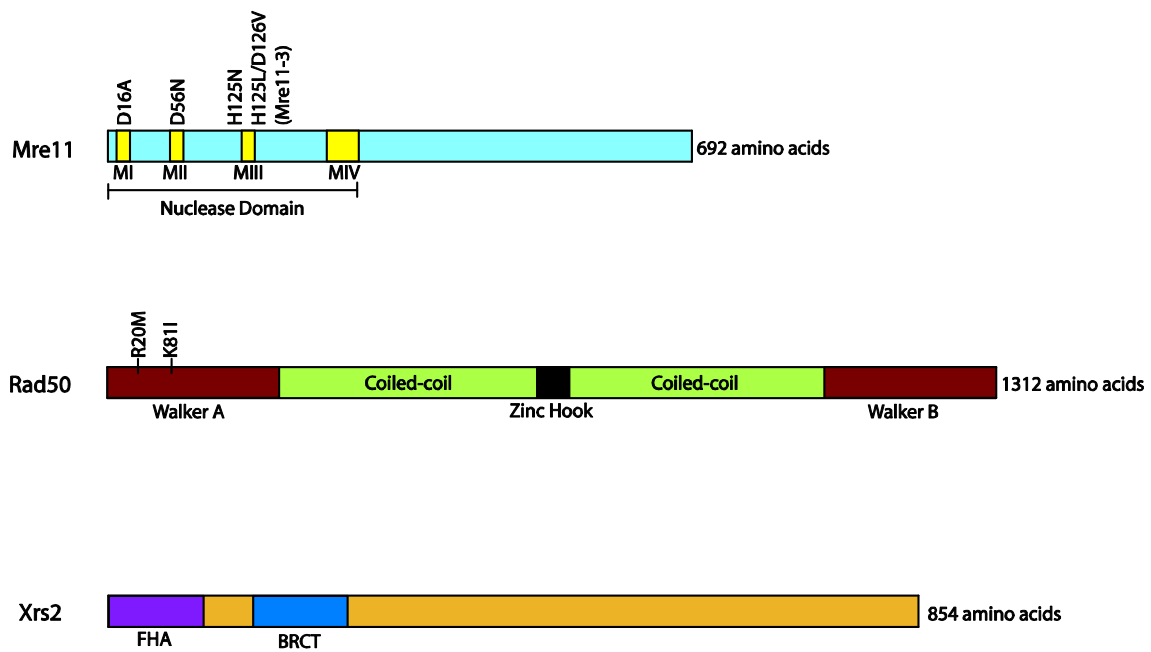 D16A
D56N
H125N
H125L/D126V
(Mre11-3)
Mre11
692 amino acids
MI
MII
MIII
MIV
Nuclease Domain
R20M
K81I
Rad50
Coiled-coil
Coiled-coil
1312 amino acids
Walker A
Zinc Hook
Walker B
Xrs2
854 amino acids
FHA
BRCT